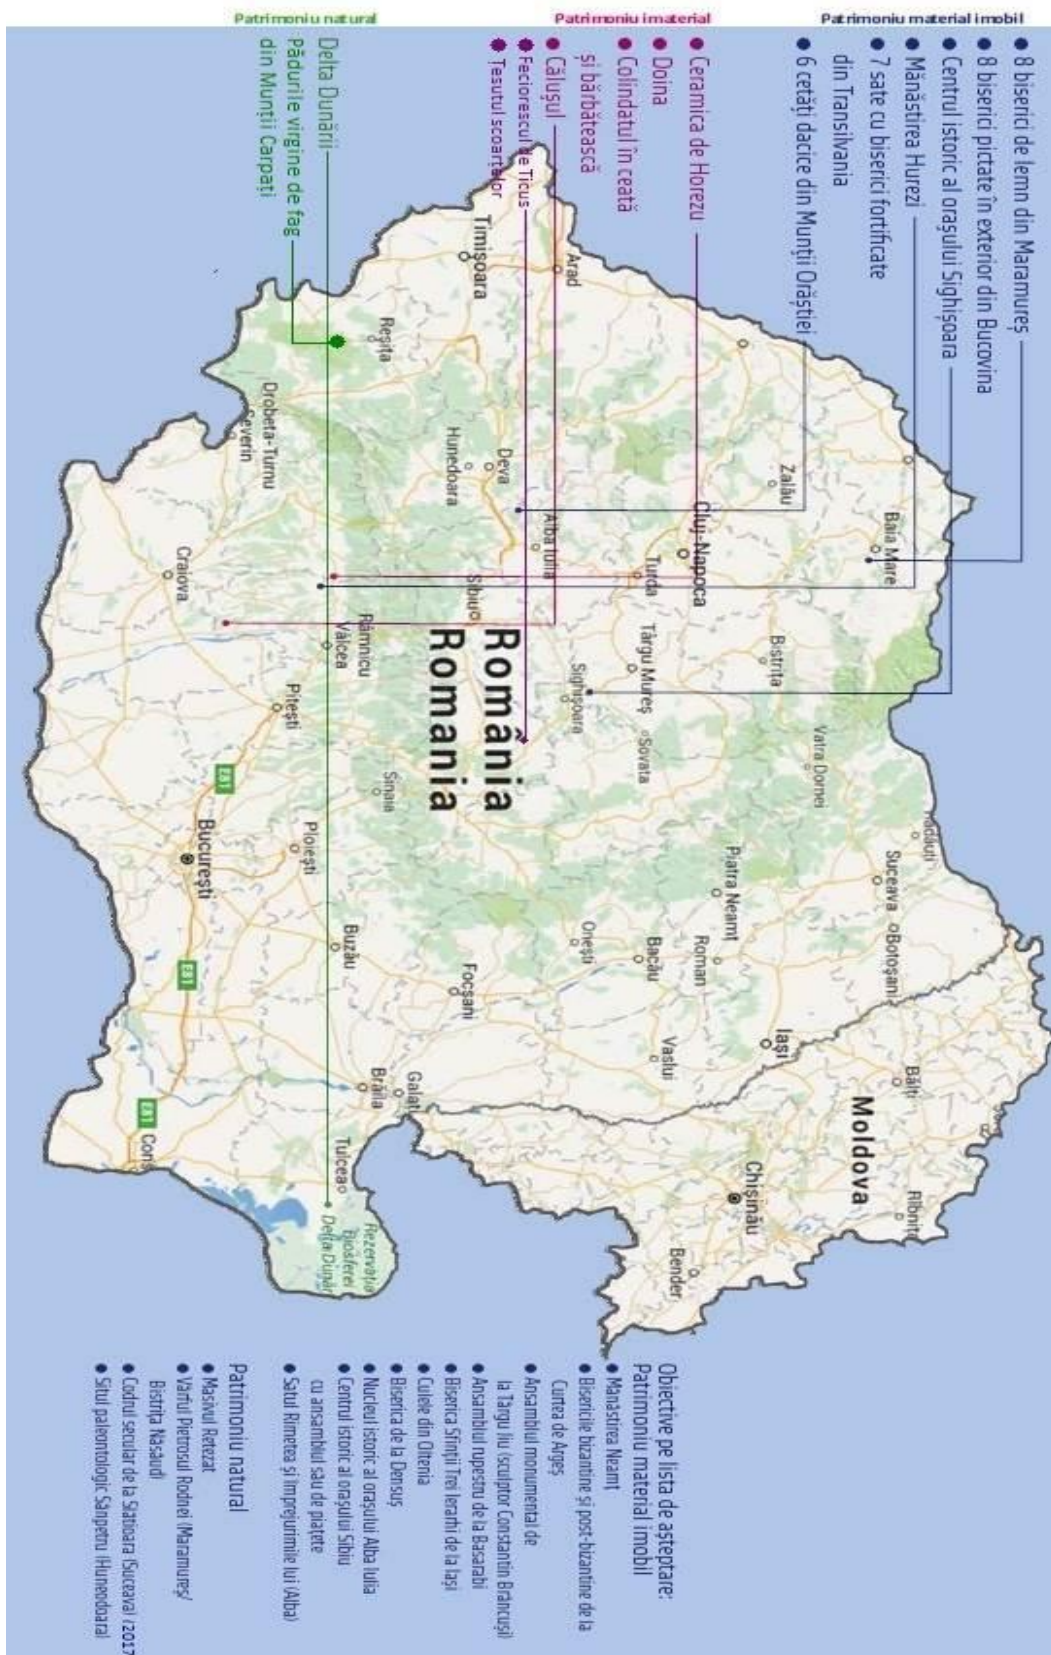 Patrimoniu material imobil
● 8 biserici de lemn din Maramureș
● 8 biserici pictate în exterior din Bucovina
● Centrul istoric al orașului Sighișoara
● Mănăstirea Hurezi
● 7 sate cu biserici fortificate
din Transilvania
● 6 cetăți dacice din Munții Orăștiei
Patrimoniu imaterial
● Ceramica de Horezu
● Doina
● Colindatul în ceată
și bărbătească
● Călușul
Feciorescul de Ticus
Țesutul scoarțelor
Patrimoniu natural
Delta Dunării
Pădurile virgine de fag
din Munții Carpați
Rădăuți
Suceava
Botoșani
Bălți
Moldova
Rîbnița
Baia Mare
Zalău
Bistrița
Vatra Dornei
Iași
Chișinău
Bender
Cluj-Napoca
Turda
Târgu Mureș
Sovata
Piatra Neamț
Roman
Bacău
Vaslui
Arad
Alba Iulia
Sighișoara
Onești
Timișoara
Deva
Hunedoara
Sibiu
România
Romania
Focșani
Galați
Brăila
Reșița
Râmnicu
Vâlcea
Sinaia
Buzău
Tulcea
Rezervația
Biosferei
Delta Dunăr
Drobeta-Turnu
Severin
Pitești
Ploiești
Craiova
E81
București
E81
E81
Cons
Obiective pe lista de așteptare:
Patrimoniu material imobil
● Mănăstirea Neamț
● Bisericile bizantine și post-bizantine de la
Curtea de Argeș
● Ansamblul monumental de
la Târgu Jiu (sculptor Constantin Brâncuși)
● Ansamblul rupestru de la Basarabi
● Biserica Sfinții Trei Ierarhi de la Iași
● Culele din Oltenia
● Biserica de la Densuș
● Nucleul istoric al orașului Alba Iulia
● Centrul istoric al orașului Sibiu
cu ansamblul său de piațete
● Satul Rimetea și împrejurimile lui (Alba)
Patrimoniu natural
● Masivul Retezat
● Vârful Pietrosul Rodnei (Maramureș/
Bistrița Năsăud)
● Codrul secular de la Slatioara (Suceava) (2017
● Situl paleontologic Sânpetru (Hunedoara)